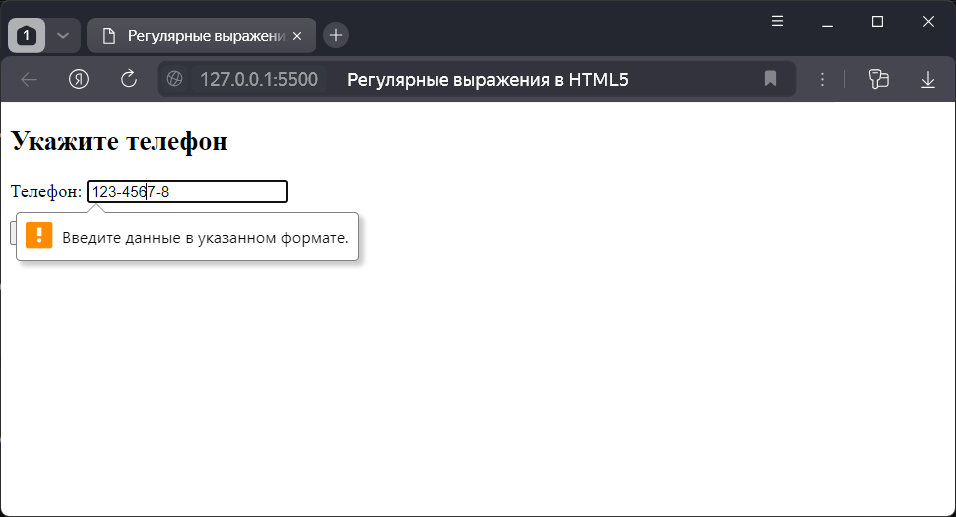 1
Регулярные выражени
Я 127.0.0.1:5500 Регулярные выражения в HTML5
Укажите телефон
Телефон: 123-4567-8
Введите данные в указанном формате.